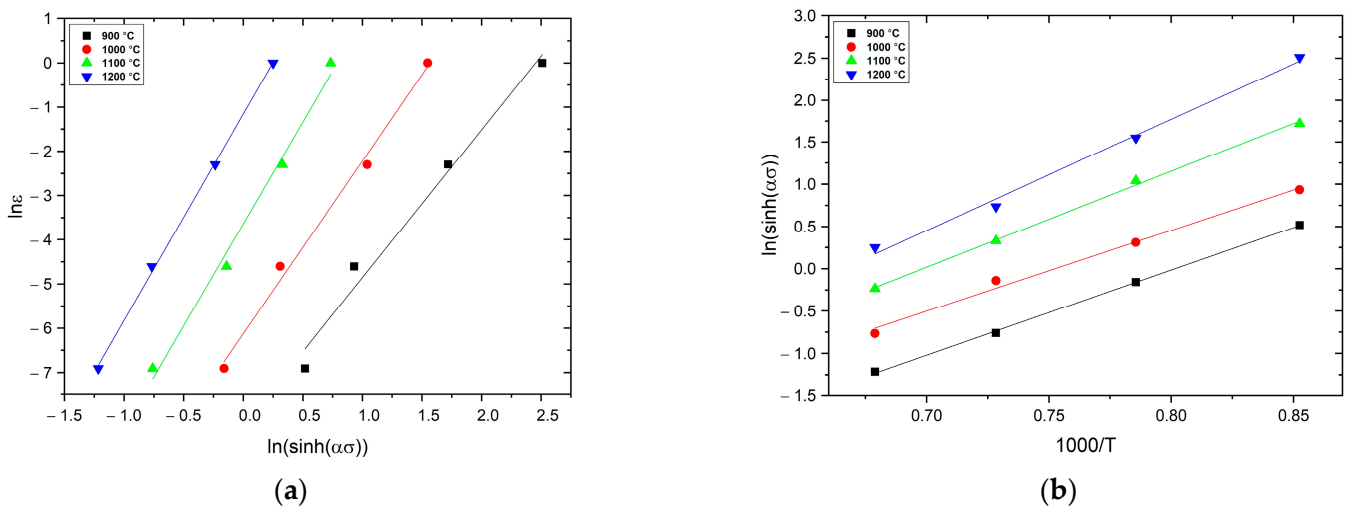 1
0
– 1
– 2
– 3
– 4
– 5
– 6
– 7
lnε
900 °C
1000 °C
1100 °C
1200 °C
– 1.5 – 1.0 – 0.5 0.0 0.5 1.0 1.5 2.0 2.5
ln(sinh(ασ))
(a)
3.0
2.5
2.0
1.5
1.0
0.5
0.0
– 0.5
– 1.0
– 1.5
ln(sinh(ασ))
900 °C
1000 °C
1100 °C
1200 °C
0.70 0.75 0.80 0.85
1000/T
(b)